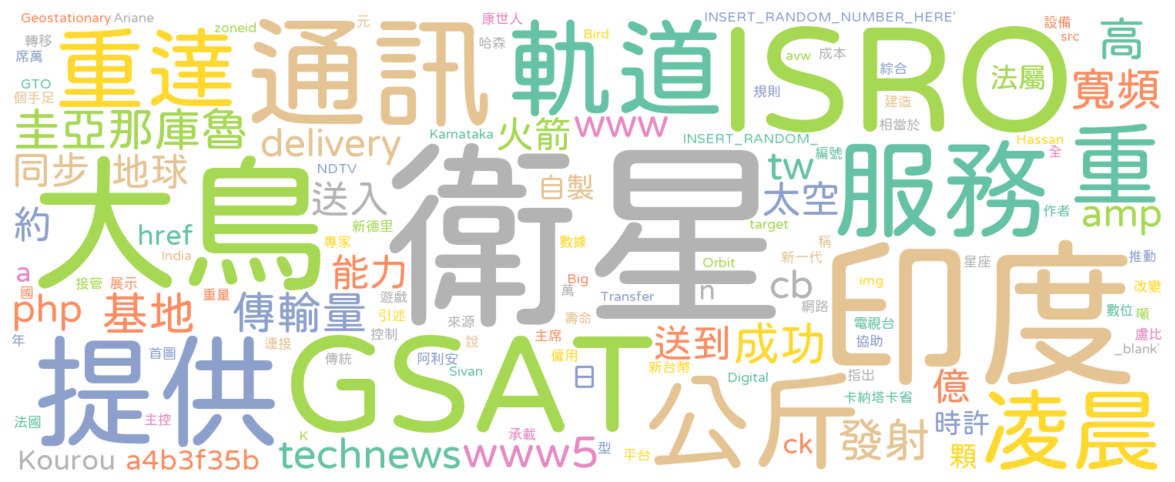 Geostationary Ariane
元
康世人
INSERT_RANDOM_NUMBER_HERE'
設備
轉移
zoneid
哈森
Bird
avw
成本
src
高
席萬
重達
通訊
軌道
ISRO
綜合
法屬
寬頻
GTO
個手足
規則
建造
圭亞那庫魯
delivery
Karnataka
火箭
www
相當於
INSERT_RANDOM_
Hassan
同步
地球
NDTV
tw
編號
全
重
大鳥
衛星
服務
送入
自製
太空
約
href
新德里
target
作者
amp
India
專家
數據
Orbit
稱
印度
a
接管
展示
能力
Big
新一代
星座
推動
國
php
基地
重量
傳輸量
遊戲
引述
萬
Transfer
n
cb
img
網路
改變
年
控制
來源
壽命
電視台
數位
噸
提供
首圖
連接
GSAT
說
主席
送到
成功
協助
盧比
_blank'
傳統
阿利安
Sivan
僱用
新台幣
日
Digital
公斤
指出
億
凌晨
卡納塔卡省
法國
主控
K
承載
時許
Kourou
a4b3f35b
technews
www5
型
平台
ck
發射
顆